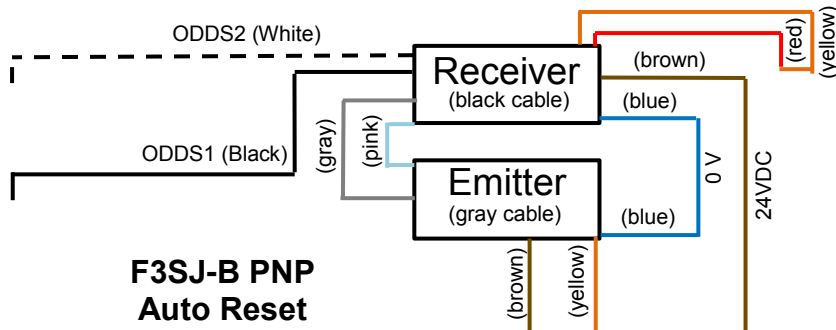 ODDS2 (White)
Receiver
(black cable)
(brown)
(red)
(yellow)
(blue)
(gray)
(pink)
ODDS1 (Black)
0 V
24VDC
Emitter
(gray cable)
(blue)
F3SJ-B PNP
Auto Reset
(brown)
(yellow)